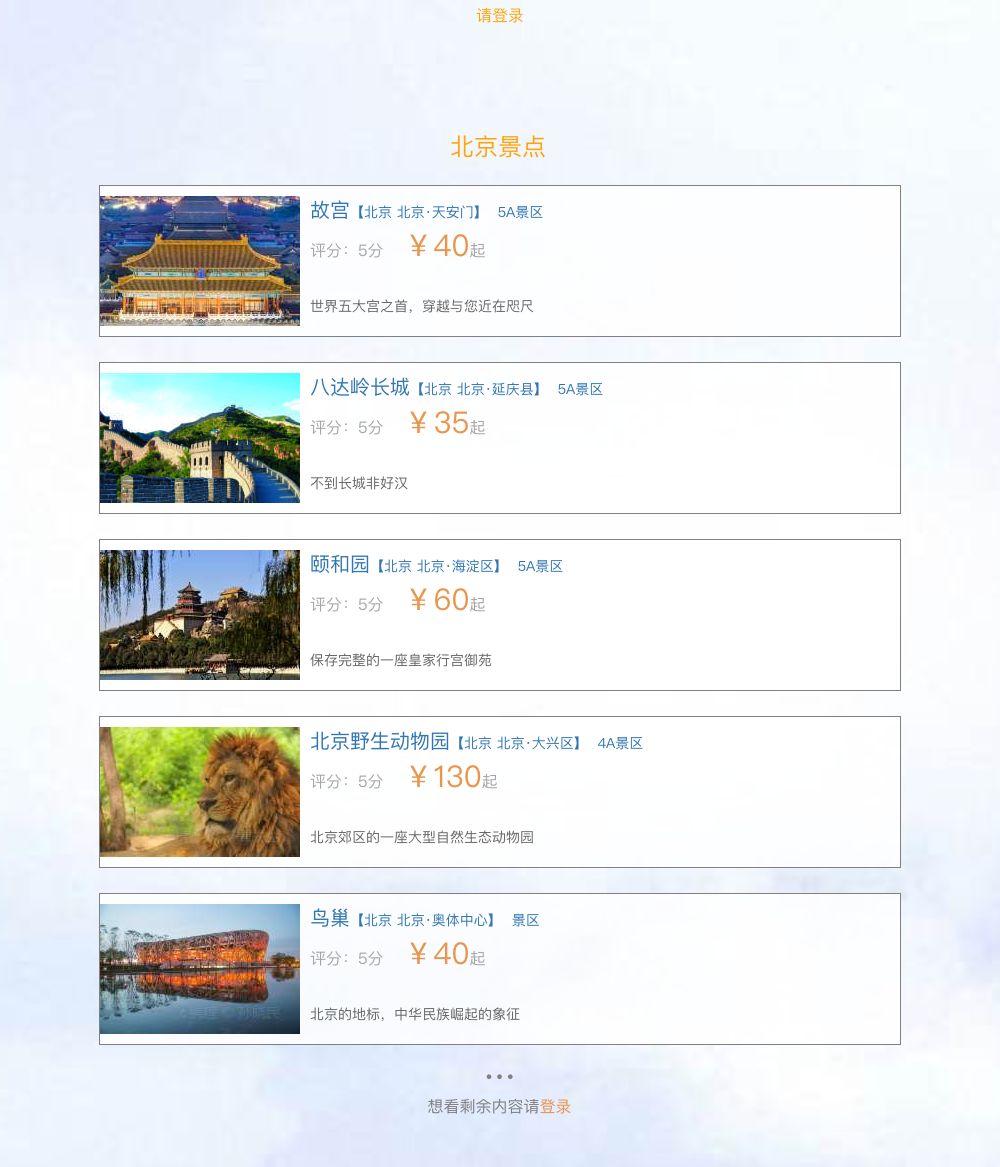 请登录
北京景点
故宫【北京 北京·天安门】 5A景区
评分：5分 ￥40起
世界五大宫之首，穿越与您近在咫尺
八达岭长城【北京 北京·延庆县】 5A景区
评分：5分 ￥35起
不到长城非好汉
颐和园【北京 北京·海淀区】 5A景区
评分：5分 ￥60起
保存完整的一座皇家行宫御苑
北京野生动物园【北京 北京·大兴区】 4A景区
评分：5分 ￥130起
北京郊区的一座大型自然生态动物园
鸟巢【北京 北京·奥体中心】 景区
评分：5分 ￥40起
北京的地标，中华民族崛起的象征
•••
想看剩余内容请登录